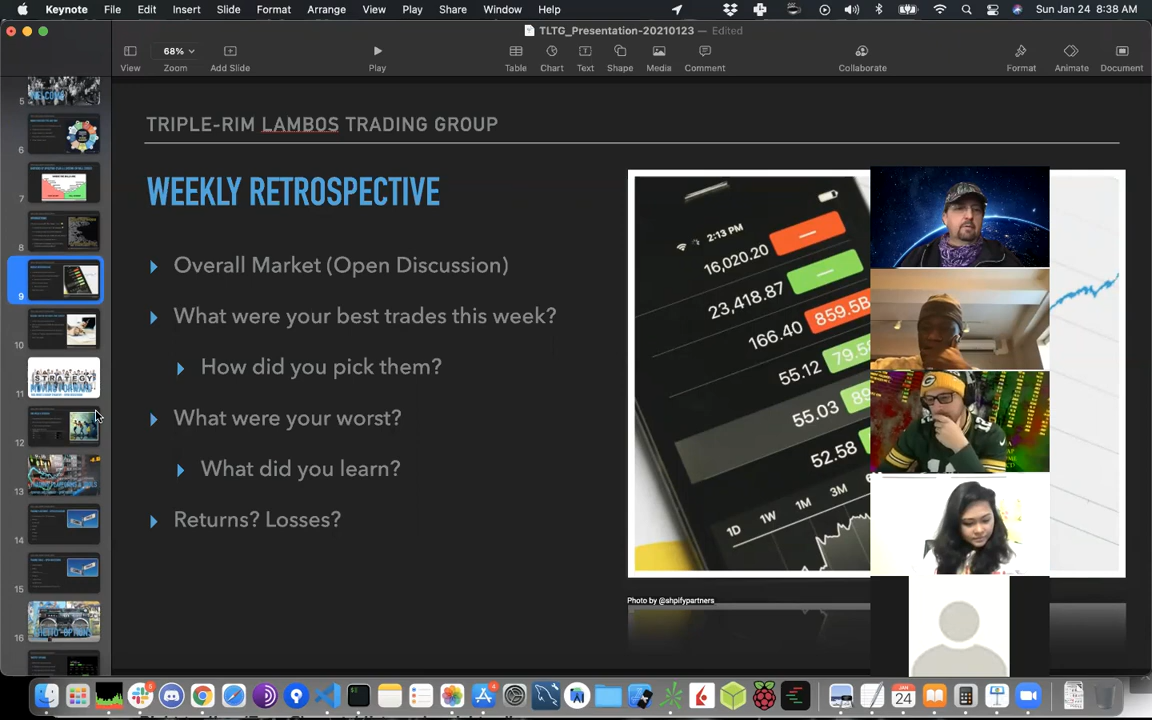 Keynote File Edit Insert Slide Format Arrange View Play Share Window Help Sun Jan 24 8:38 AM
TLTG_Presentation-20210123 — Edited
68%
View Zoom Add Slide Play Table Chart Text Shape Media Comment Collaborate Format Animate Document
5
6
7
8
9
10
11
STRATEGY
12
13
14
15
16
TRIPLE-RIM LAMBOS TRADING GROUP
WEEKLY RETROSPECTIVE
Overall Market (Open Discussion)
What were your best trades this week?
How did you pick them?
What were your worst?
What did you learn?
Returns? Losses?
2:13 PM
16,020.20
23,418.87
166.40 859.5B
55.12
55.03
52.58
1D 1W 1M 3M
Photo by @shpifypartners
JAN
24